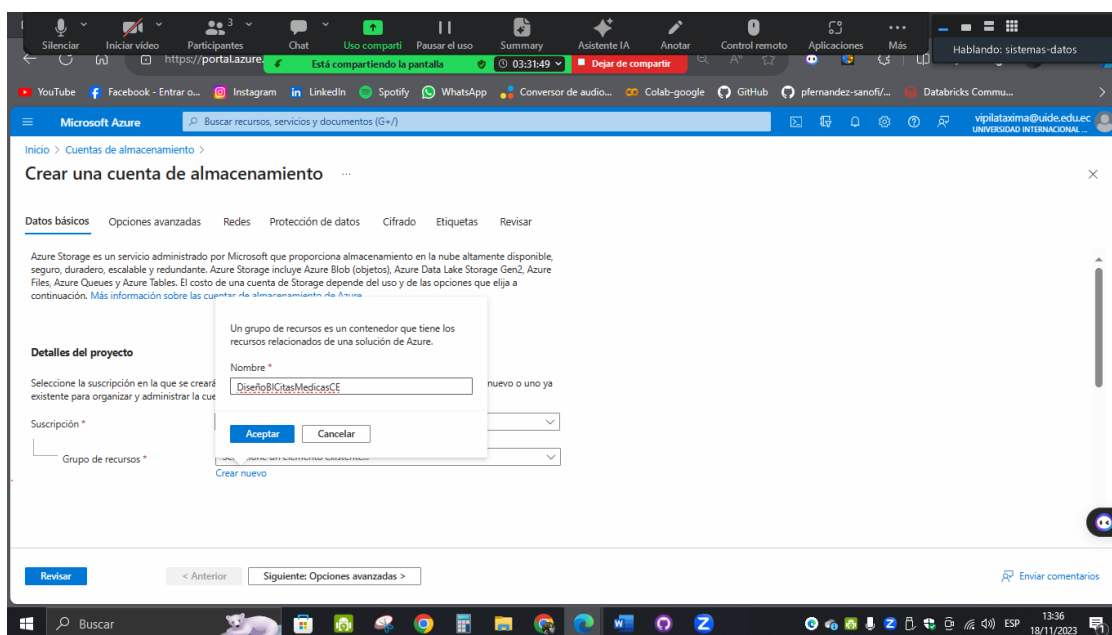 3
Silenciar Iniciar vídeo Participantes Chat Uso comparti Pausar el uso Summary Asistente IA Anotar Control remoto Aplicaciones Más
Hablando: sistemas-datos
https://portal.azure.
Está compartiendo la pantalla 03:31:49 Dejar de compartir
YouTube Facebook - Entrar o... Instagram LinkedIn Spotify WhatsApp Conversor de audio... Colab-google GitHub pfernandez-sanofi/... Databricks Commu...
Microsoft Azure Buscar recursos, servicios y documentos (G+/) vipilataxima@uide.edu.ec
UNIVERSIDAD INTERNACIONAL ...
Inicio > Cuentas de almacenamiento >
Crear una cuenta de almacenamiento ...
Datos básicos Opciones avanzadas Redes Protección de datos Cifrado Etiquetas Revisar
Azure Storage es un servicio administrado por Microsoft que proporciona almacenamiento en la nube altamente disponible,
seguro, duradero, escalable y redundante. Azure Storage incluye Azure Blob (objetos), Azure Data Lake Storage Gen2, Azure
Files, Azure Queues y Azure Tables. El costo de una cuenta de Storage depende del uso y de las opciones que elija a
continuación. Más información sobre las cuentas de almacenamiento de Azure
Un grupo de recursos es un contenedor que tiene los
recursos relacionados de una solución de Azure.
Nombre *
DiseñoBICitasMedicasCE
Aceptar Cancelar
Detalles del proyecto
Seleccione la suscripción en la que se creará nuevo o uno ya
existente para organizar y administrar la cue
Suscripción *
Grupo de recursos * Seleccione un elemento existente...
Crear nuevo
Revisar < Anterior Siguiente: Opciones avanzadas > Enviar comentarios
Buscar ESP 13:36
18/11/2023